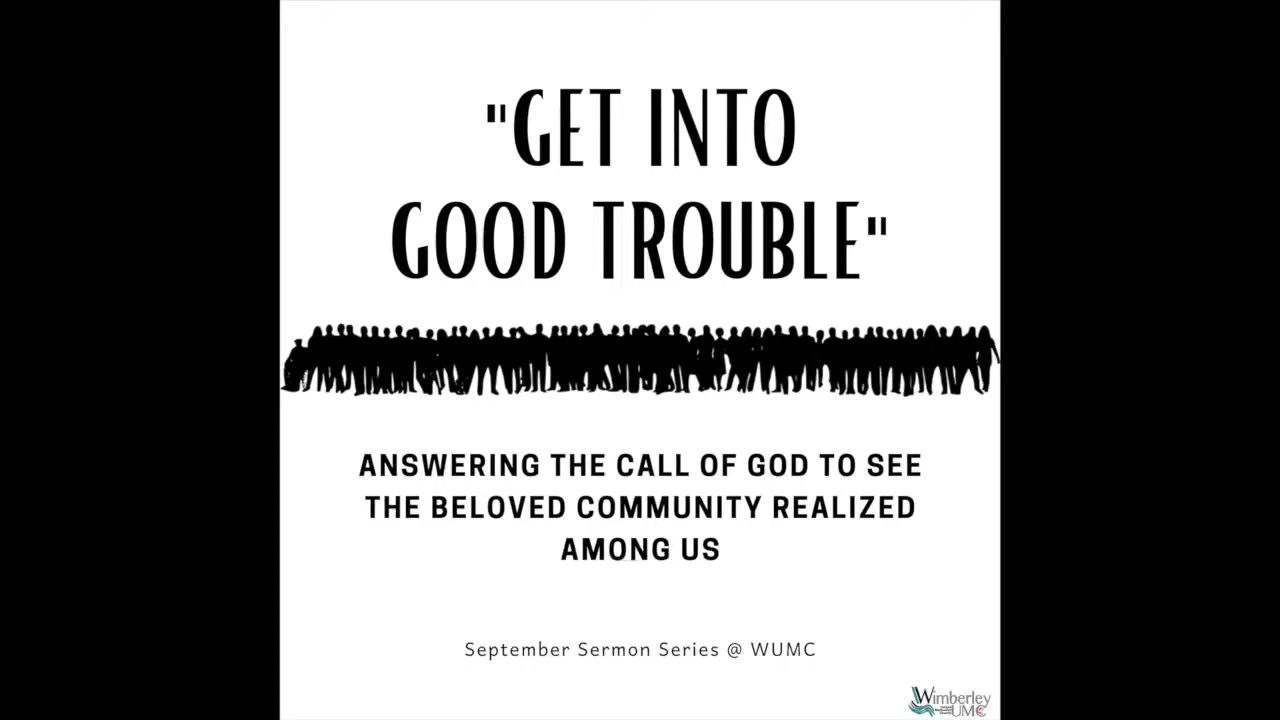 "GET INTO
GOOD TROUBLE"
ANSWERING THE CALL OF GOD TO SEE
THE BELOVED COMMUNITY REALIZED
AMONG US
September Sermon Series @ WUMC
Wimberley
UMC